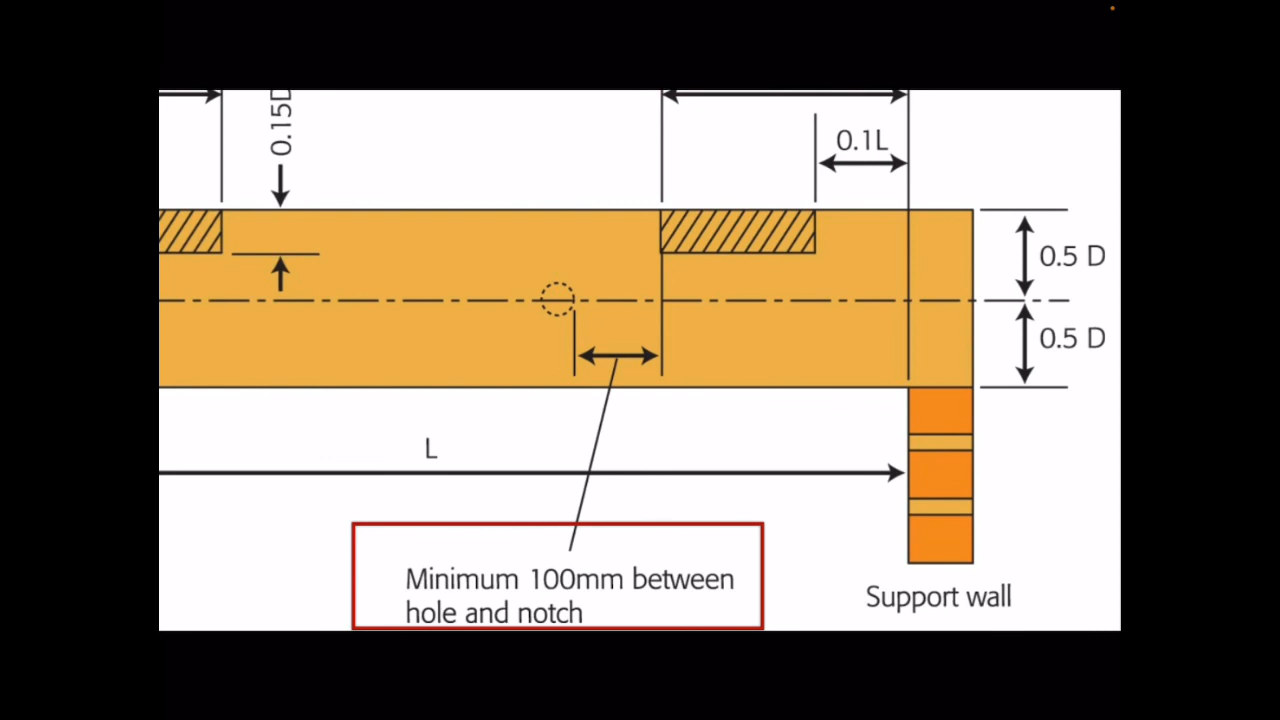 0.15D
0.1L
0.5 D
0.5 D
L
Minimum 100mm between
hole and notch
Support wall